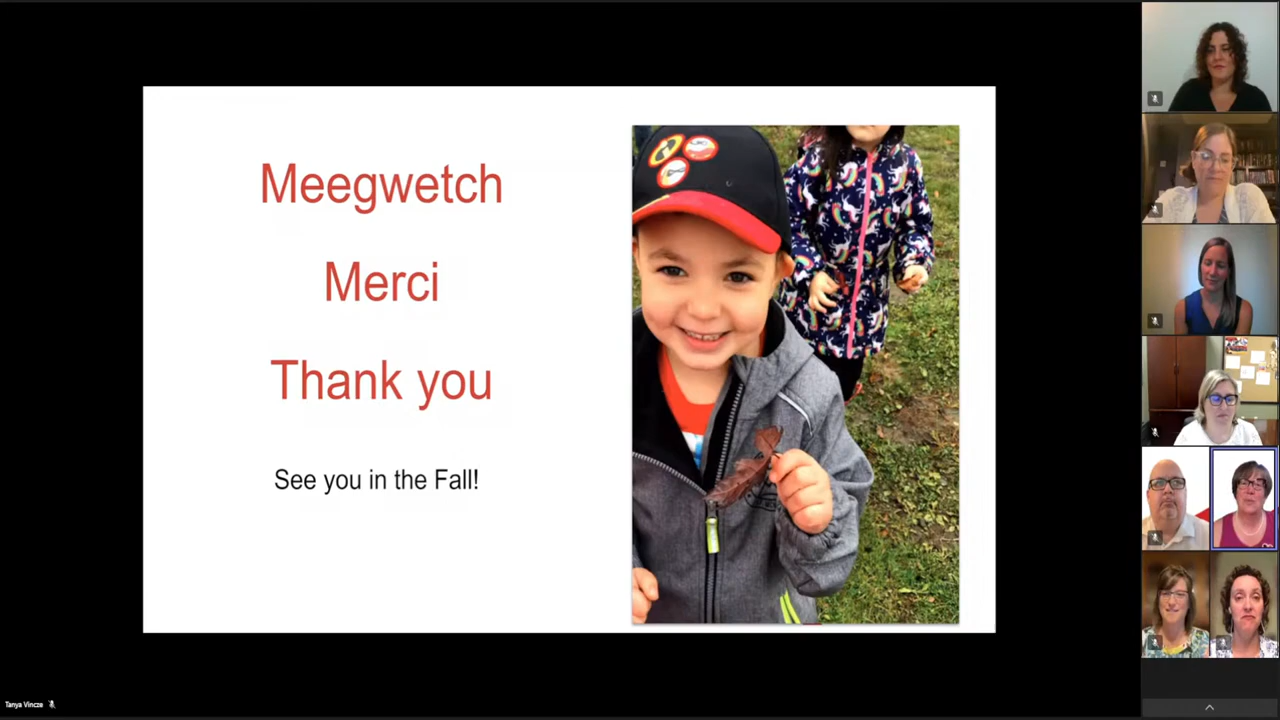 Meegwetch
Merci
Thank you
See you in the Fall!
Tanya Vincze